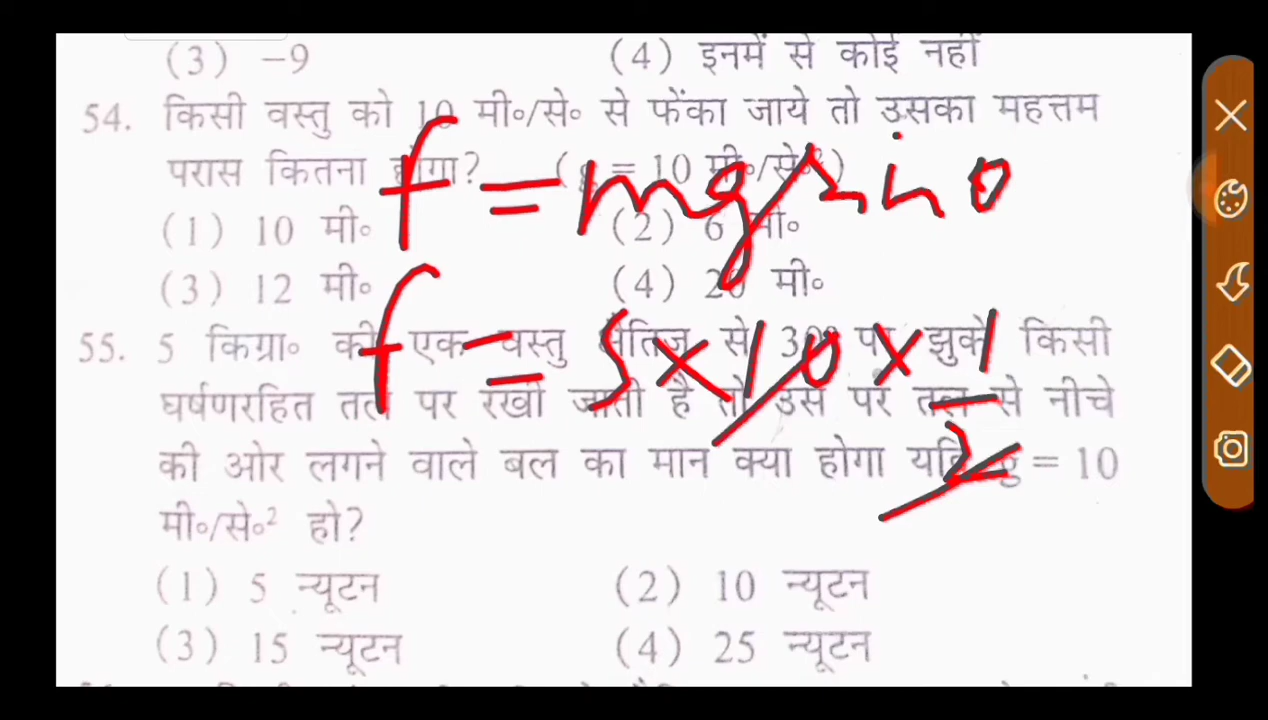 (3) –9 (4) इनमें से कोई नहीं
54. किसी वस्तु को 10 मी०/से० से फेंका जाये तो उसका महत्तम
परास कितना होगा? (g = 10 मी०/से०²)
(1) 10 मी० (2) 6 मी०
(3) 12 मी० (4) 20 मी०
f = mg sin θ
f = 5 × 10 × 1/2
55. 5 किग्रा० की एक वस्तु क्षैतिज से 30° पर झुके किसी
घर्षणरहित तल पर रखी जाती है तो उस पर तल से नीचे
की ओर लगने वाले बल का मान क्या होगा यदि g = 10
मी०/से०² हो?
(1) 5 न्यूटन (2) 10 न्यूटन
(3) 15 न्यूटन (4) 25 न्यूटन